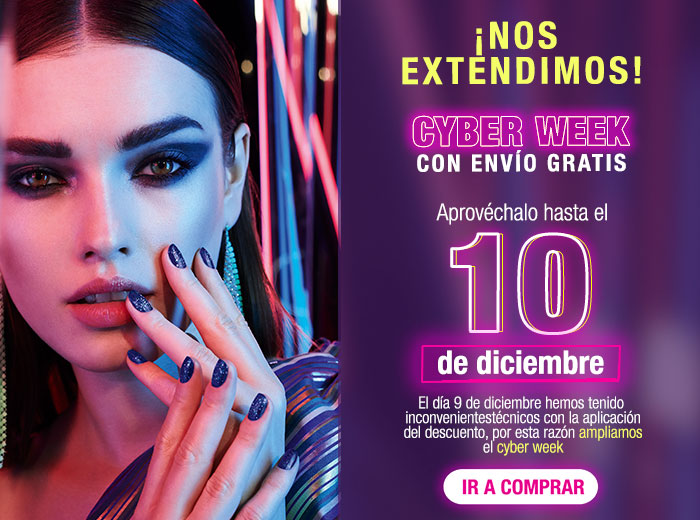 ¡NOS
EXTENDIMOS!
CYBER WEEK
CON ENVÍO GRATIS
Aprovéchalo hasta el
10
de diciembre
El día 9 de diciembre hemos tenido
inconvenientestécnicos con la aplicación
del descuento, por esta razón ampliamos
el cyber week
IR A COMPRAR